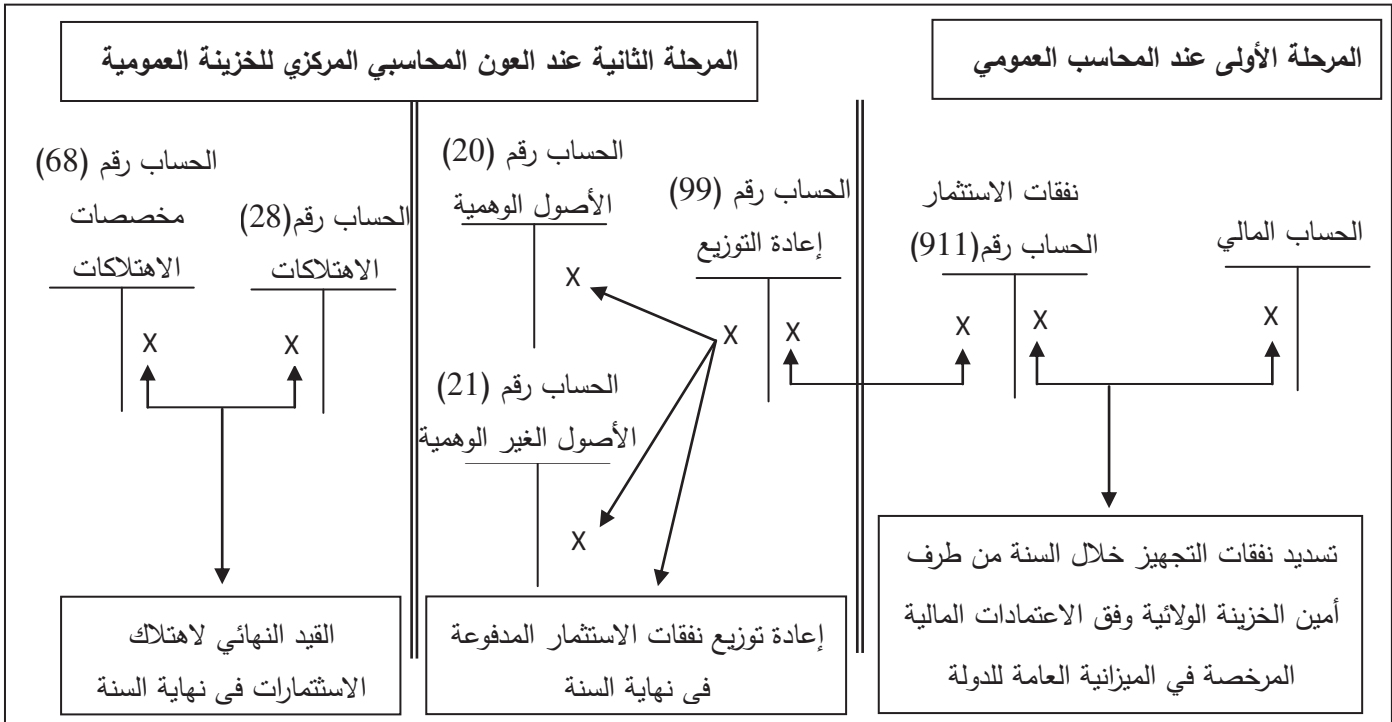 المرحلة الأولى عند المحاسب العمومي
المرحلة الثانية عند العون المحاسبي المركزي للخزينة العمومية
الحساب المالي
X
نفقات الاستثمار
الحساب رقم(911)
X
X
الحساب رقم (99)
إعادة التوزيع
X
X
الحساب رقم (20)
الأصول الوهمية
X
الحساب رقم (21)
الأصول الغير الوهمية
X
الحساب رقم(28)
الاهتلاكات
X
الحساب رقم (68)
مخصصات
الاهتلاكات
X
تسديد نفقات التجهيز خلال السنة من طرف
أمين الخزينة الولائية وفق الاعتمادات المالية
المرخصة في الميزانية العامة للدولة
إعادة توزيع نفقات الاستثمار المدفوعة
في نهاية السنة
القيد النهائي لاهتلاك
الاستثمارات في نهاية السنة